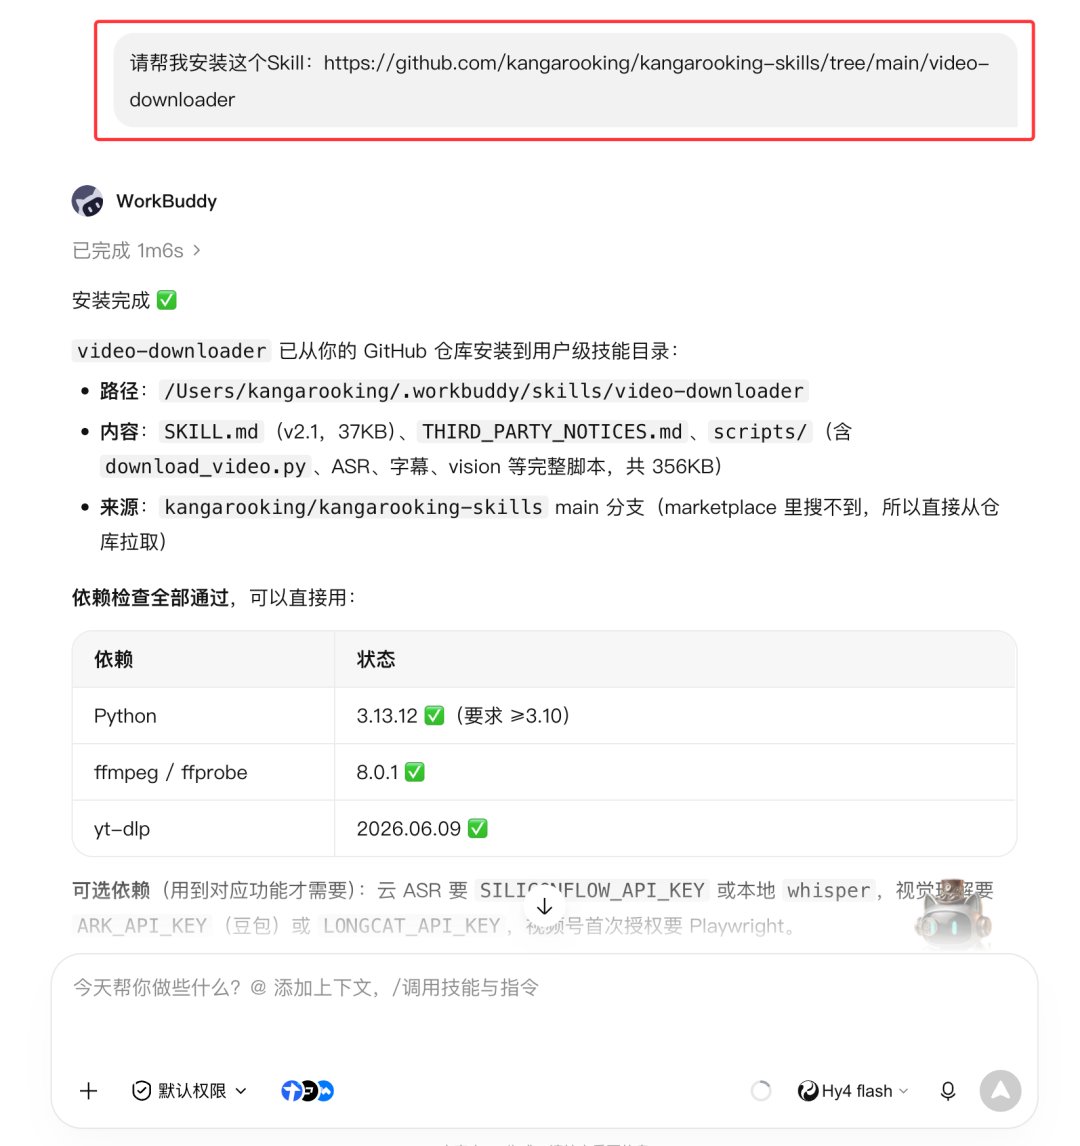 请帮我安装这个Skill：https://github.com/kangarooking/kangarooking-skills/tree/main/video-
downloader
WorkBuddy
已完成 1m6s >
安装完成 ✅
video-downloader 已从你的 GitHub 仓库安装到用户级技能目录：
• 路径：/Users/kangarooking/.workbuddy/skills/video-downloader
• 内容：SKILL.md（v2.1，37KB）、THIRD_PARTY_NOTICES.md、scripts/（含
download_video.py、ASR、字幕、vision 等完整脚本，共 356KB）
• 来源：kangarooking/kangarooking-skills main 分支（marketplace 里搜不到，所以直接从仓
库拉取）
依赖检查全部通过，可以直接用：
依赖 状态
Python 3.13.12 ✅（要求 ≥3.10）
ffmpeg / ffprobe 8.0.1 ✅
yt-dlp 2026.06.09 ✅
可选依赖（用到对应功能才需要）：云 ASR 要 SILICONFLOW_API_KEY 或本地 whisper，视觉理解要
ARK_API_KEY（豆包）或 LONGCAT_API_KEY，视频号首次授权要 Playwright。
今天帮你做些什么？@ 添加上下文，/调用技能与指令
默认权限
Hy4 flash